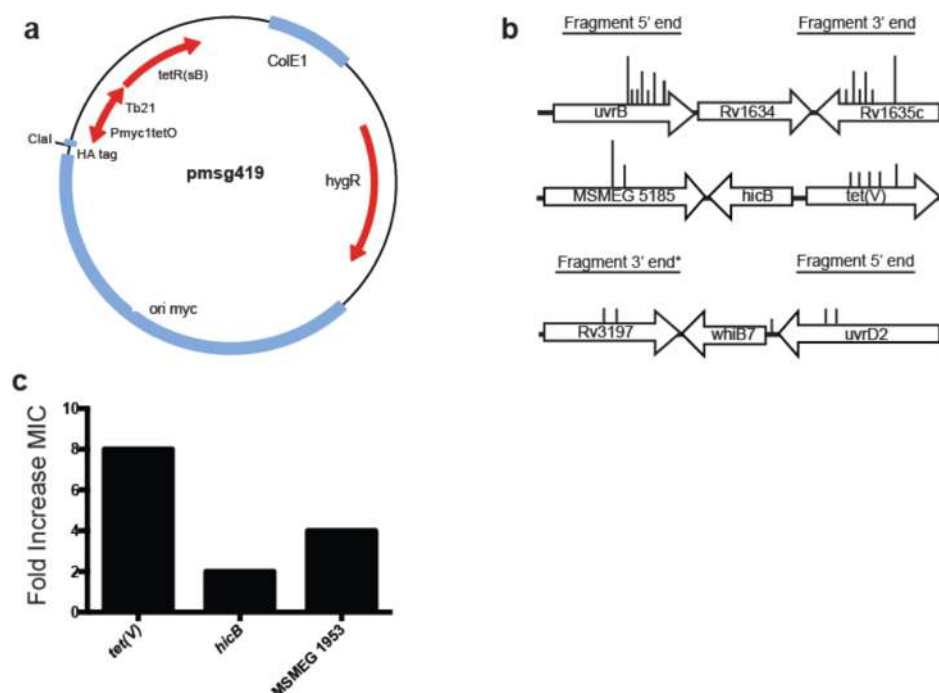 a
tetR(sB)
Tb21
Pmyc1tetO
ClaI
HA tag
ColE1
pmsg419
hygR
ori myc
b
Fragment 5' end
Fragment 3' end
uvrB
Rv1634
Rv1635c
MSMEG 5185
hicB
tet(V)
Fragment 3' end*
Fragment 5' end
Rv3197
whiB7
uvrD2
c
Fold Increase MIC
10
8
6
4
2
0
tet(V)
hicB
MSMEG 1953